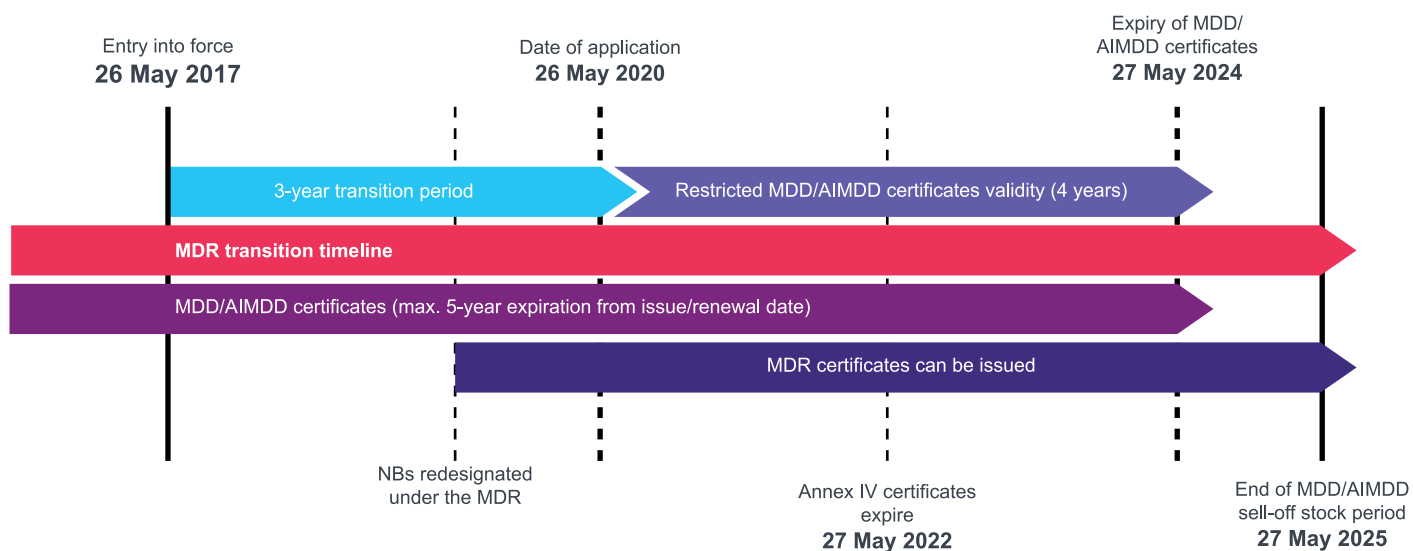 Entry into force
26 May 2017
Date of application
26 May 2020
Expiry of MDD/
AIMDD certificates
27 May 2024
3-year transition period
Restricted MDD/AIMDD certificates validity (4 years)
MDR transition timeline
MDD/AIMDD certificates (max. 5-year expiration from issue/renewal date)
MDR certificates can be issued
NBs redesignated
under the MDR
Annex IV certificates
expire
27 May 2022
End of MDD/AIMDD
sell-off stock period
27 May 2025